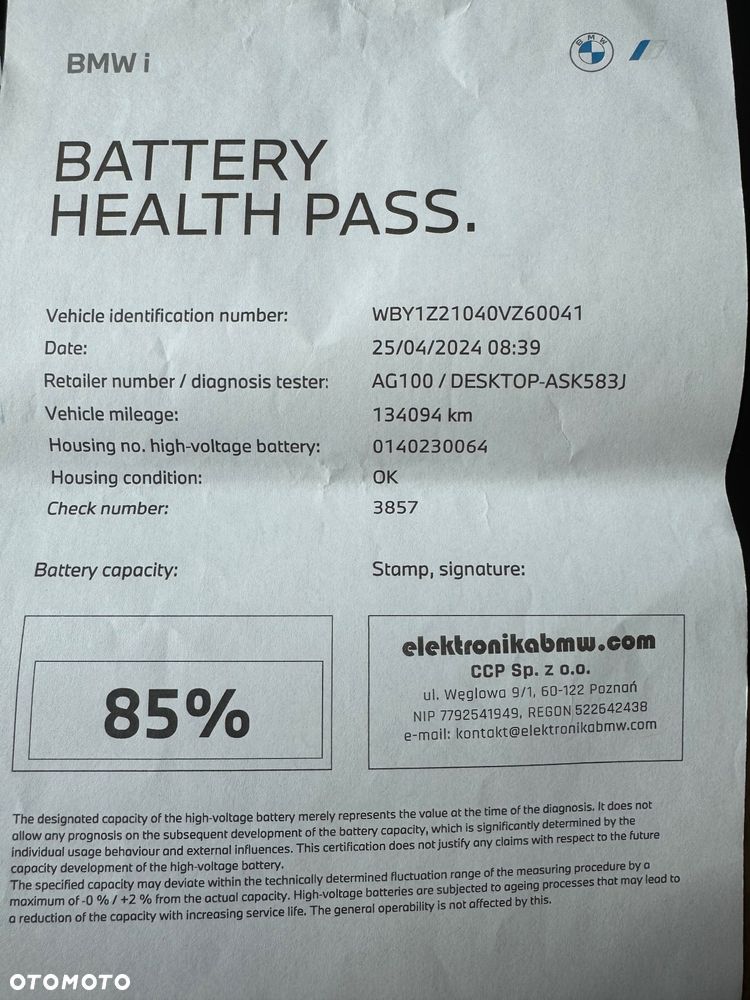 BMW i
BMW
BATTERY
HEALTH PASS.
Vehicle identification number: WBY1Z21040VZ60041
Date: 25/04/2024 08:39
Retailer number / diagnosis tester: AG100 / DESKTOP-ASK583J
Vehicle mileage: 134094 km
Housing no. high-voltage battery: 0140230064
Housing condition: OK
Check number: 3857
Battery capacity: Stamp, signature:
85%
elektronikabmw.com
CCP Sp. z o.o.
ul. Węglowa 9/1, 60-122 Poznań
NIP 7792541949, REGON 522642438
e-mail: kontakt@elektronikabmw.com
The designated capacity of the high-voltage battery merely represents the value at the time of the diagnosis. It does not
allow any prognosis on the subsequent development of the battery capacity, which is significantly determined by the
individual usage behaviour and external influences. This certification does not justify any claims with respect to the future
capacity development of the high-voltage battery.
The specified capacity may deviate within the technically determined fluctuation range of the measuring procedure by a
maximum of -0 % / +2 % from the actual capacity. High-voltage batteries are subjected to ageing processes that may lead to
a reduction of the capacity with increasing service life. The general operability is not affected by this.
OTOMOTO